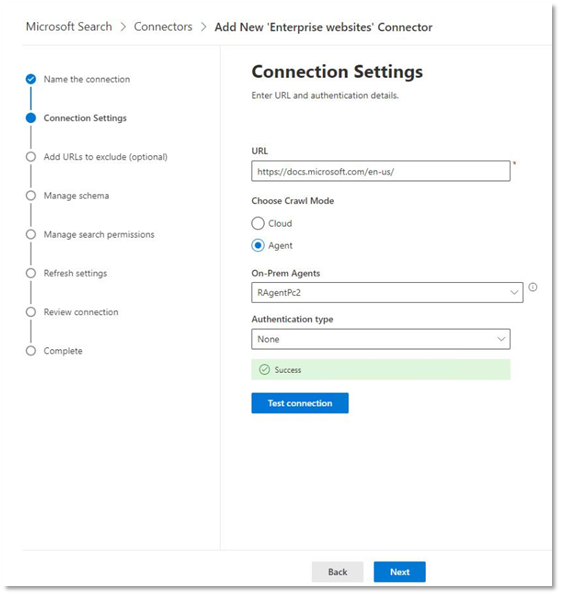 Microsoft Search > Connectors > Add New 'Enterprise websites' Connector
Name the connection
Connection Settings
Add URLs to exclude (optional)
Manage schema
Manage search permissions
Refresh settings
Review connection
Complete
Connection Settings
Enter URL and authentication details.
URL
https://docs.microsoft.com/en-us/
*
Choose Crawl Mode
Cloud
Agent
On-Prem Agents
RAgentPc2
Authentication type
None
Success
Test connection
Back
Next